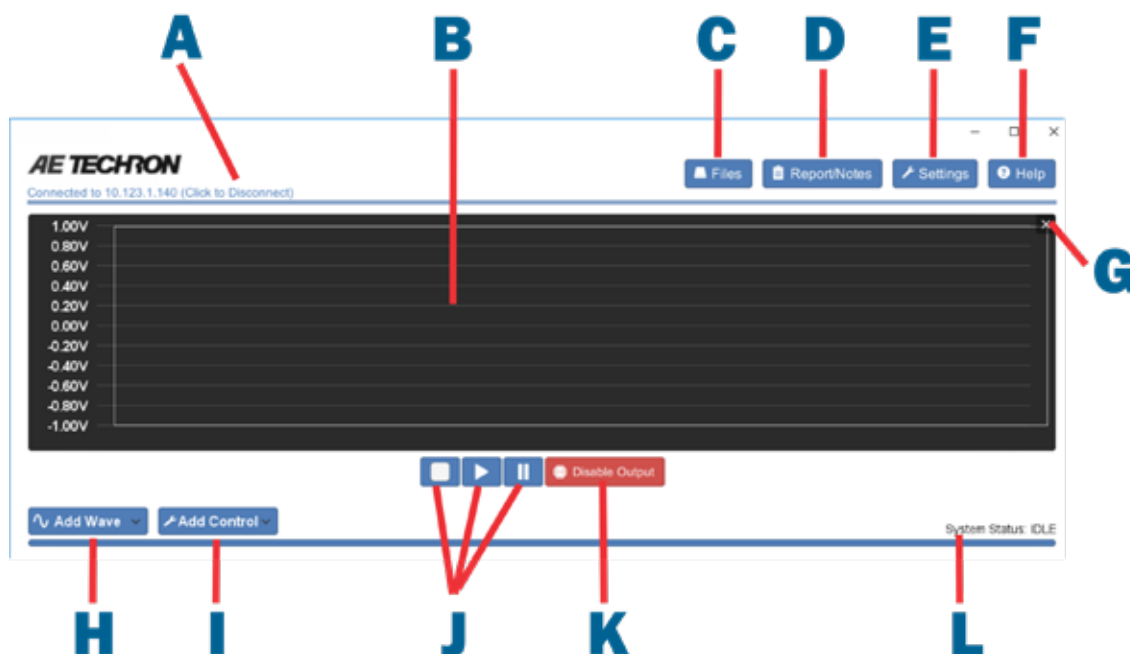 A B C D E F
AE TECHRON
Connected to 10.123.1.140 (Click to Disconnect)
Files Report/Notes Settings Help
1.00V
0.80V
0.60V
0.40V
0.20V
0.00V
-0.20V
-0.40V
-0.60V
-0.80V
-1.00V
G
Disable Output
Add Wave Add Control
System Status: IDLE
H I J K L